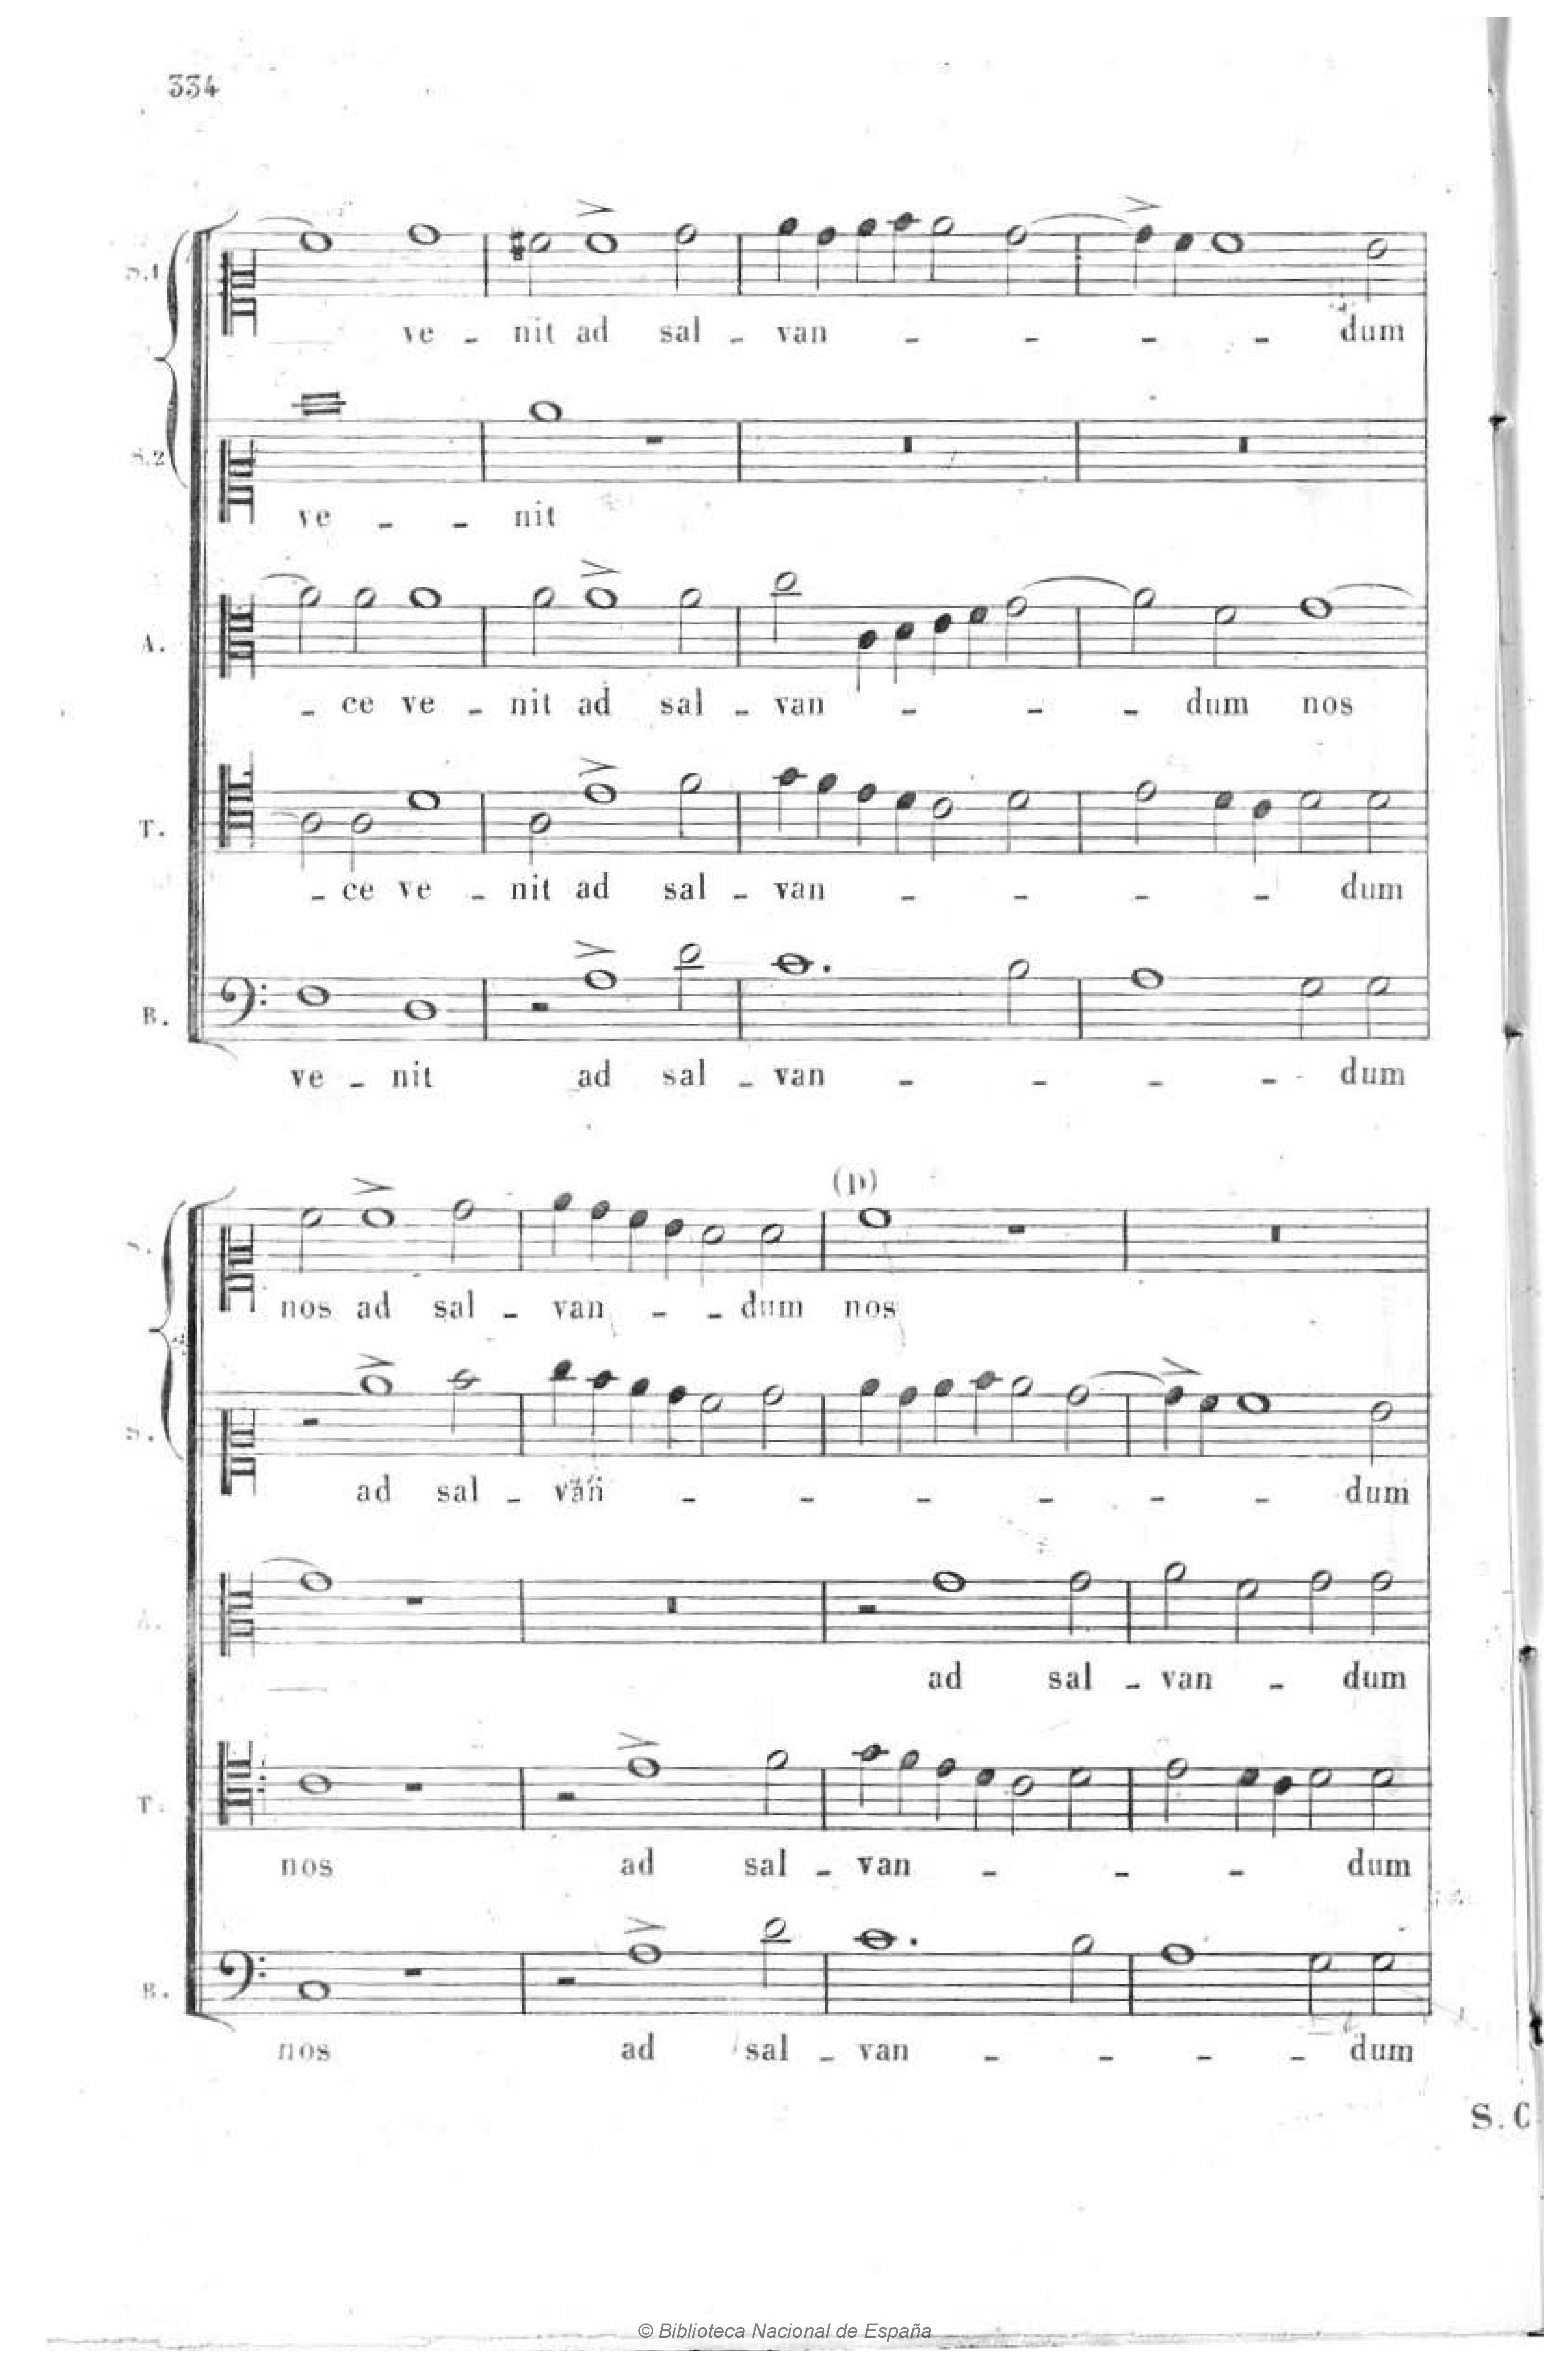 334
S.1
ve - nit ad sal - van - - - - dum
S.2
ve - - nit
A.
- ce ve - nit ad sal - van - - - dum nos
T.
- ce ve - nit ad sal - van - - - - dum
B.
ve - nit ad sal - van - - - - dum
(D)
nos ad sal - van - - dum nos
S.
ad sal - van - - - - - - dum
A.
ad sal - van - dum
T.
nos ad sal - van - - - dum
B.
nos ad sal - van - - - - dum
S. C
© Biblioteca Nacional de España